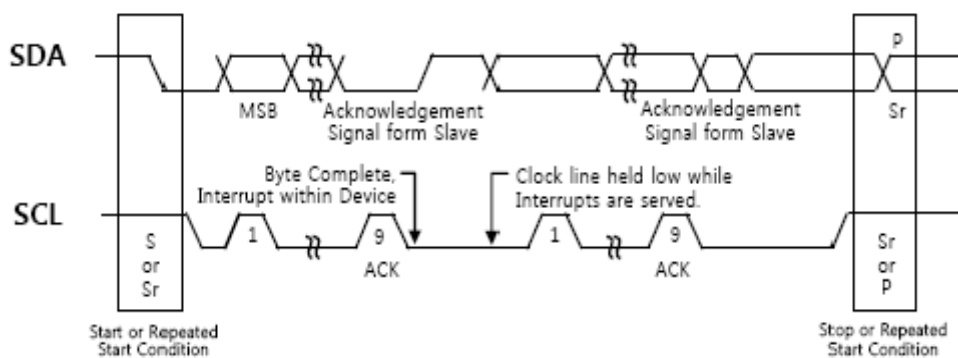 P
SDA
MSB
Acknowledgement
Signal form Slave
Acknowledgement
Signal form Slave
Sr
Byte Complete,
Interrupt within Device
Clock line held low while
Interrupts are served.
SCL
1
9
1
9
ACK
ACK
S
or
Sr
Sr
or
P
Start or Repeated
Start Condition
Stop or Repeated
Start Condition